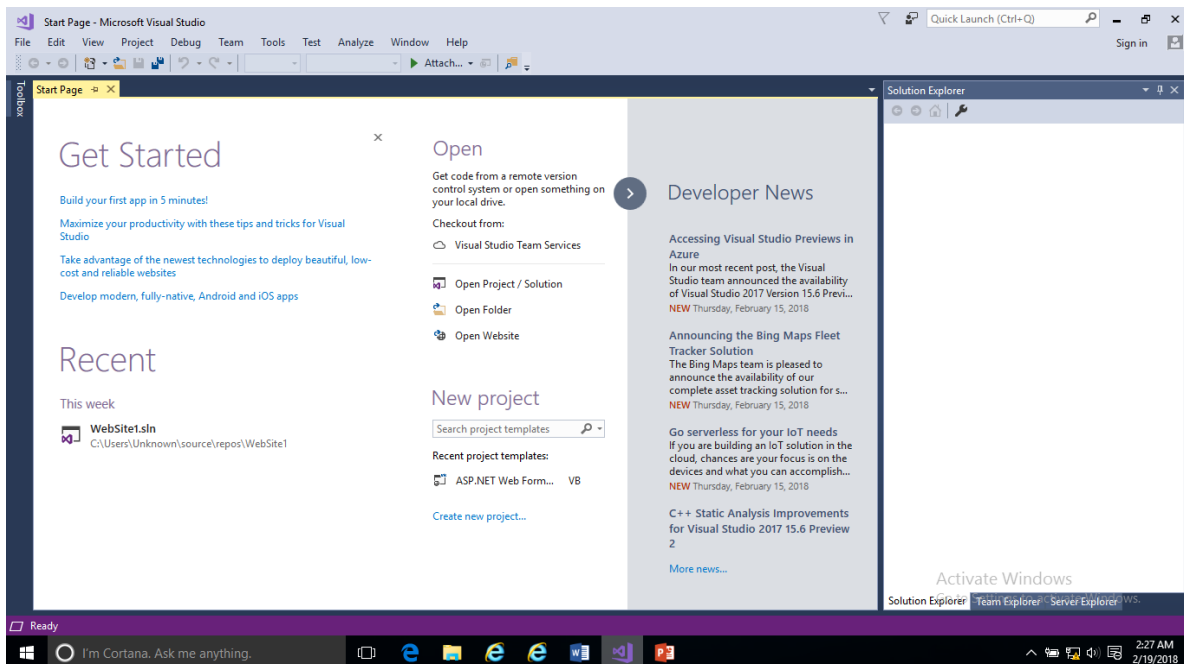 Start Page - Microsoft Visual Studio
Quick Launch (Ctrl+Q)
File Edit View Project Debug Team Tools Test Analyze Window Help
Sign in
Attach...
Toolbox
Start Page
Solution Explorer
Get Started
Build your first app in 5 minutes!
Maximize your productivity with these tips and tricks for Visual
Studio
Take advantage of the newest technologies to deploy beautiful, low-
cost and reliable websites
Develop modern, fully-native, Android and iOS apps
Recent
This week
WebSite1.sln
C:\Users\Unknown\source\repos\WebSite1
Open
Get code from a remote version
control system or open something on
your local drive.
Checkout from:
Visual Studio Team Services
Open Project / Solution
Open Folder
Open Website
New project
Search project templates
Recent project templates:
ASP.NET Web Form... VB
Create new project...
Developer News
Accessing Visual Studio Previews in
Azure
In our most recent post, the Visual
Studio team announced the availability
of Visual Studio 2017 Version 15.6 Previ...
NEW Thursday, February 15, 2018
Announcing the Bing Maps Fleet
Tracker Solution
The Bing Maps team is pleased to
announce the availability of our
complete asset tracking solution for s...
NEW Thursday, February 15, 2018
Go serverless for your IoT needs
If you are building an IoT solution in the
cloud, chances are your focus is on the
devices and what you can accomplish...
NEW Thursday, February 15, 2018
C++ Static Analysis Improvements
for Visual Studio 2017 15.6 Preview
2
More news...
Activate Windows
Go to Settings to activate Windows.
Solution Explorer Team Explorer Server Explorer
Ready
I'm Cortana. Ask me anything.
2:27 AM
2/19/2018